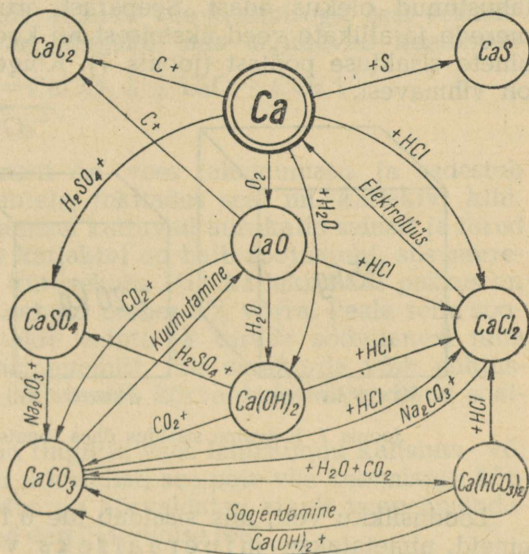 CaC₂
C+
+S
CaS
Ca
C+
+HCl
H₂SO₄+
O₂
+H₂O
Elektrolüüs
CaO
+HCl
CO₂+
Kuumutamine
CaSO₄
H₂O
CaCl₂
+HCl
H₂SO₄+
Na₂CO₃+
Ca(OH)₂
+HCl
Na₂CO₃+
CO₂+
+HCl
CaCO₃
+H₂O+CO₂
Ca(HCO₃)₂
Soojendamine
Ca(OH)₂+